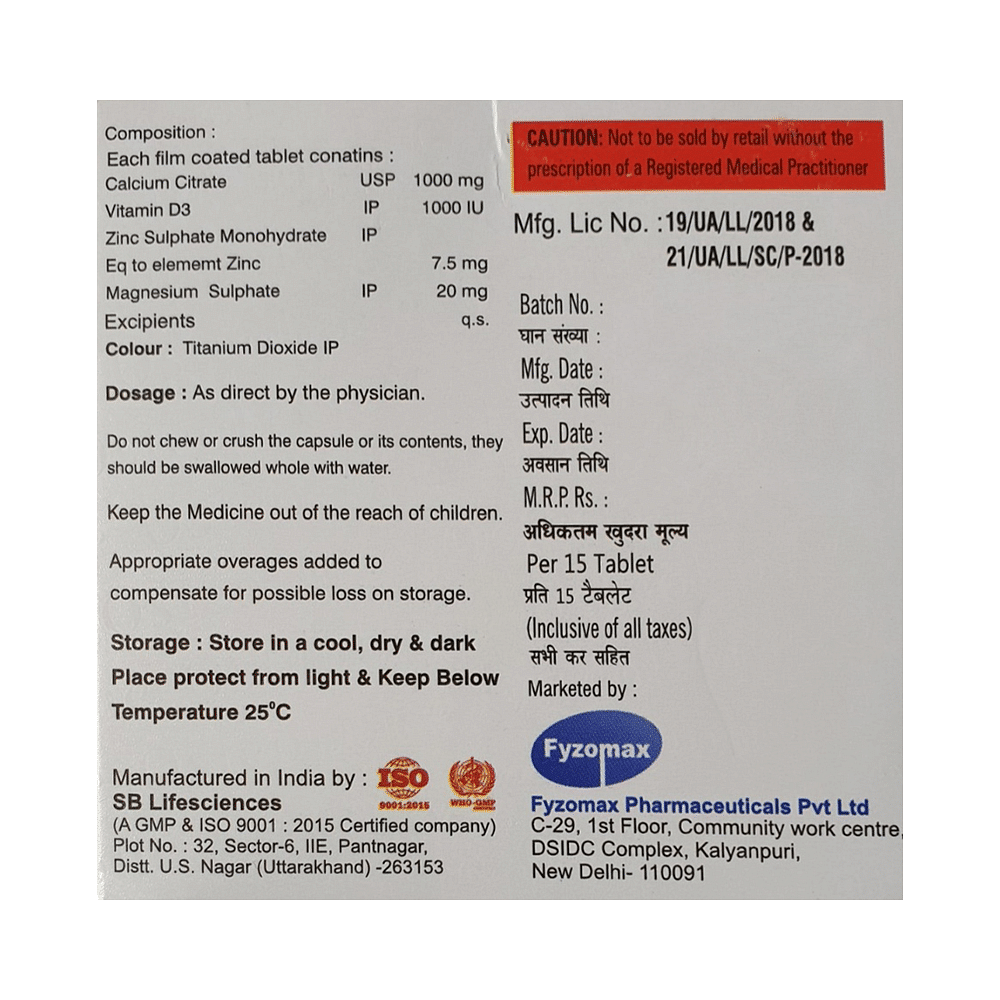 Composition :
Each film coated tablet conatins :
Calcium Citrate USP 1000 mg
Vitamin D3 IP 1000 IU
Zinc Sulphate Monohydrate IP
Eq to elememt Zinc 7.5 mg
Magnesium Sulphate IP 20 mg
Excipients q.s.
Colour : Titanium Dioxide IP
Dosage : As direct by the physician.
Do not chew or crush the capsule or its contents, they
should be swallowed whole with water.
Keep the Medicine out of the reach of children.
Appropriate overages added to
compensate for possible loss on storage.
Storage : Store in a cool, dry & dark
Place protect from light & Keep Below
Temperature 25°C
Manufactured in India by :
ISO
9001:2015
WHO-GMP
SB Lifesciences
(A GMP & ISO 9001 : 2015 Certified company)
Plot No. : 32, Sector-6, IIE, Pantnagar,
Distt. U.S. Nagar (Uttarakhand) -263153
CAUTION: Not to be sold by retail without the
prescription of a Registered Medical Practitioner
Mfg. Lic No. : 19/UA/LL/2018 &
21/UA/LL/SC/P-2018
Batch No. :
घान संख्या :
Mfg. Date :
उत्पादन तिथि
Exp. Date :
अवसान तिथि
M.R.P. Rs. :
अधिकतम खुदरा मूल्य
Per 15 Tablet
प्रति 15 टैबलेट
(Inclusive of all taxes)
सभी कर सहित
Marketed by :
Fyzomax
Fyzomax Pharmaceuticals Pvt Ltd
C-29, 1st Floor, Community work centre,
DSIDC Complex, Kalyanpuri,
New Delhi- 110091